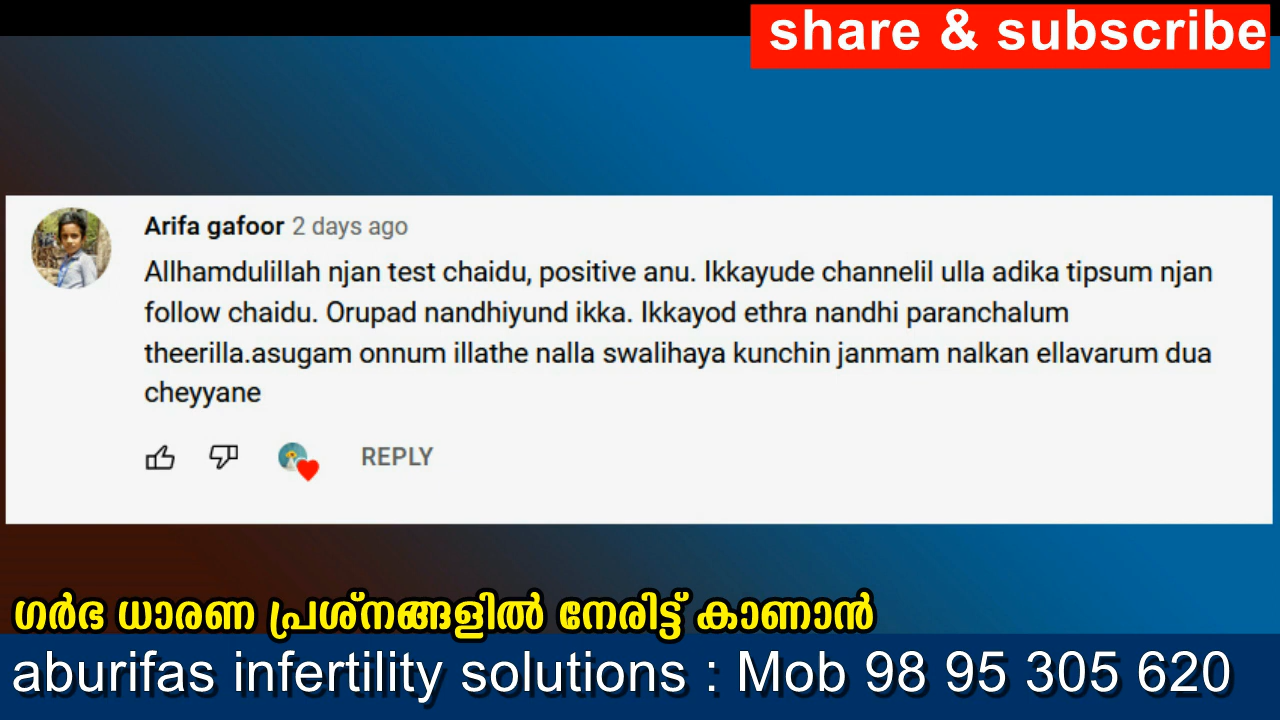 share & subscribe
Arifa gafoor 2 days ago
Allhamdulillah njan test chaidu, positive anu. Ikkayude channelil ulla adika tipsum njan
follow chaidu. Orupad nandhiyund ikka. Ikkayod ethra nandhi paranchalum
theerilla.asugam onnum illathe nalla swalihaya kunchin janmam nalkan ellavarum dua
cheyyane
REPLY
ഗർഭ ധാരണ പ്രശ്നങ്ങളിൽ നേരിട്ട് കാണാൻ
aburifas infertility solutions : Mob 98 95 305 620